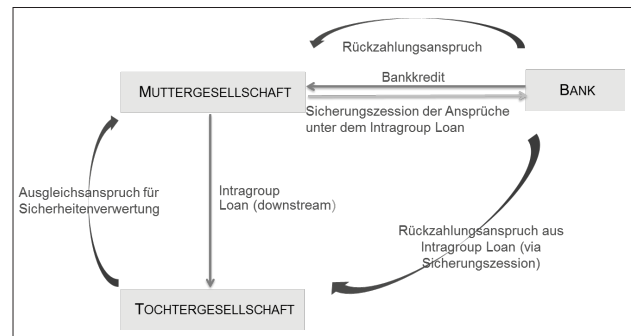 Rückzahlungsanspruch
Bankkredit
MUTTERGESELLSCHAFT
BANK
Sicherungszession der Ansprüche
unter dem Intragroup Loan
Ausgleichsanspruch für
Sicherheitenverwertung
Intragroup
Loan (downstream)
Rückzahlungsanspruch aus
Intragroup Loan (via
Sicherungszession)
TOCHTERGESELLSCHAFT